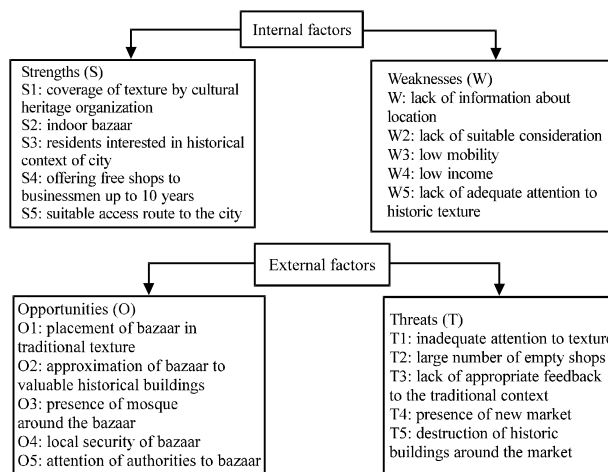 Internal factors
Strengths (S)
S1: coverage of texture by cultural
heritage organization
S2: indoor bazaar
S3: residents interested in historical
context of city
S4: offering free shops to
businessmen up to 10 years
S5: suitable access route to the city
Weaknesses (W)
W: lack of information about
location
W2: lack of suitable consideration
W3: low mobility
W4: low income
W5: lack of adequate attention to
historic texture
External factors
Opportunities (O)
O1: placement of bazaar in
traditional texture
O2: approximation of bazaar to
valuable historical buildings
O3: presence of mosque
around the bazaar
O4: local security of bazaar
O5: attention of authorities to bazaar
Threats (T)
T1: inadequate attention to texture
T2: large number of empty shops
T3: lack of appropriate feedback
to the traditional context
T4: presence of new market
T5: destruction of historic
buildings around the market